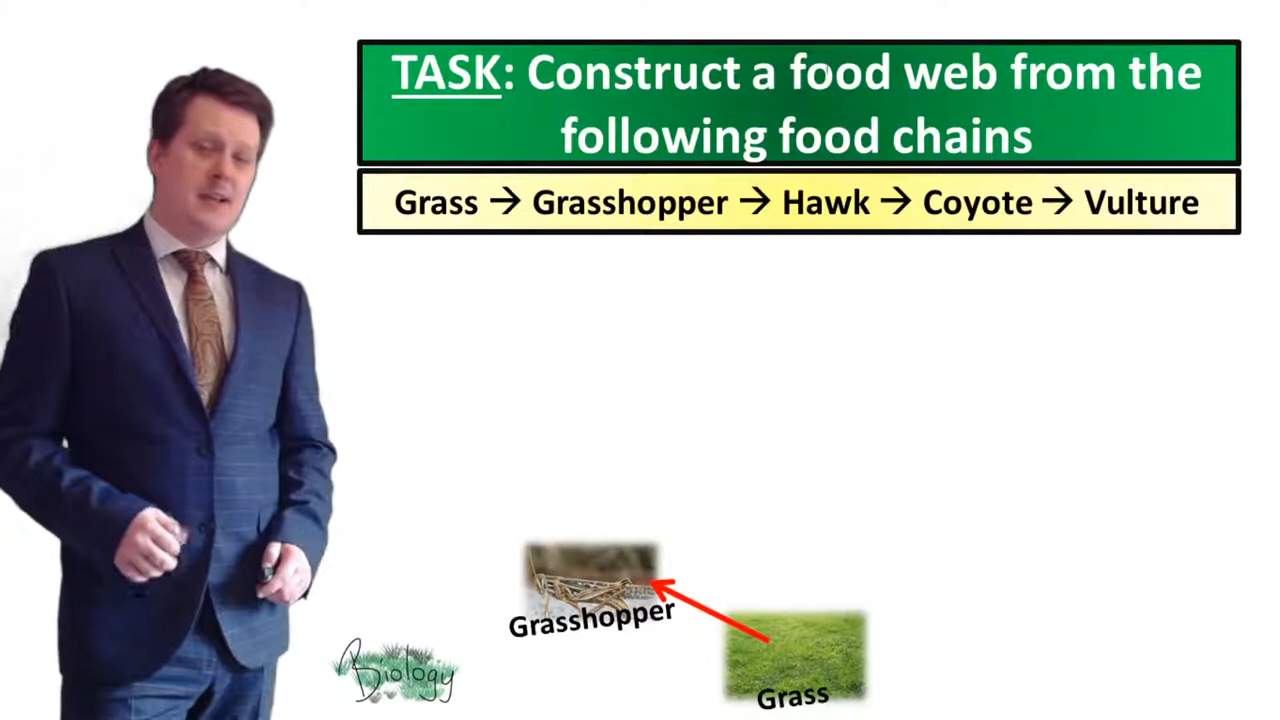 TASK: Construct a food web from the
following food chains
Grass → Grasshopper → Hawk → Coyote → Vulture
Grasshopper
Grass
Biology